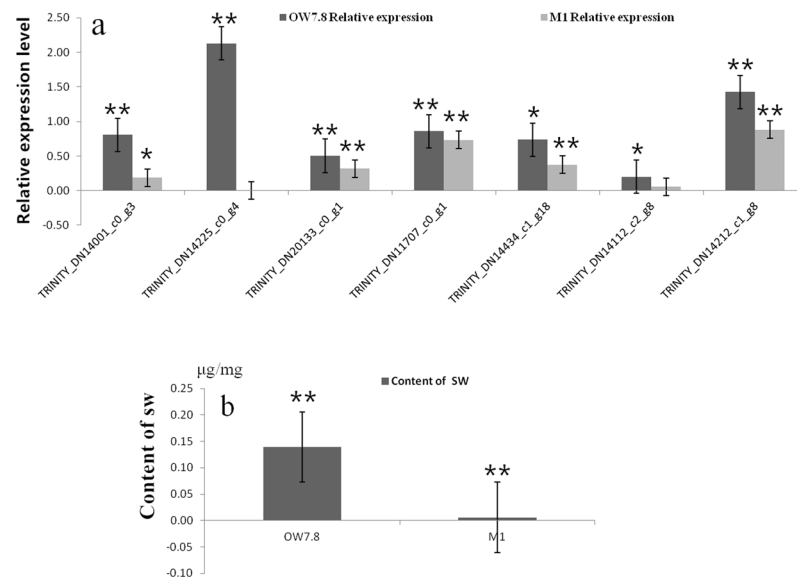 a
OW7.8 Relative expression
M1 Relative expression
Relative expression level
2.50
2.00
1.50
1.00
0.50
0.00
-0.50
**
*
**
**
**
**
**
*
**
*
**
**
TRINITY_DN14001_c0_g3
TRINITY_DN14225_c0_g4
TRINITY_DN20133_c0_g1
TRINITY_DN11707_c0_g1
TRINITY_DN14434_c1_g18
TRINITY_DN14112_c2_g8
TRINITY_DN14212_c1_g8
μg/mg
b
Content of SW
Content of sw
0.25
0.20
0.15
0.10
0.05
0.00
-0.05
-0.10
**
**
OW7.8
M1